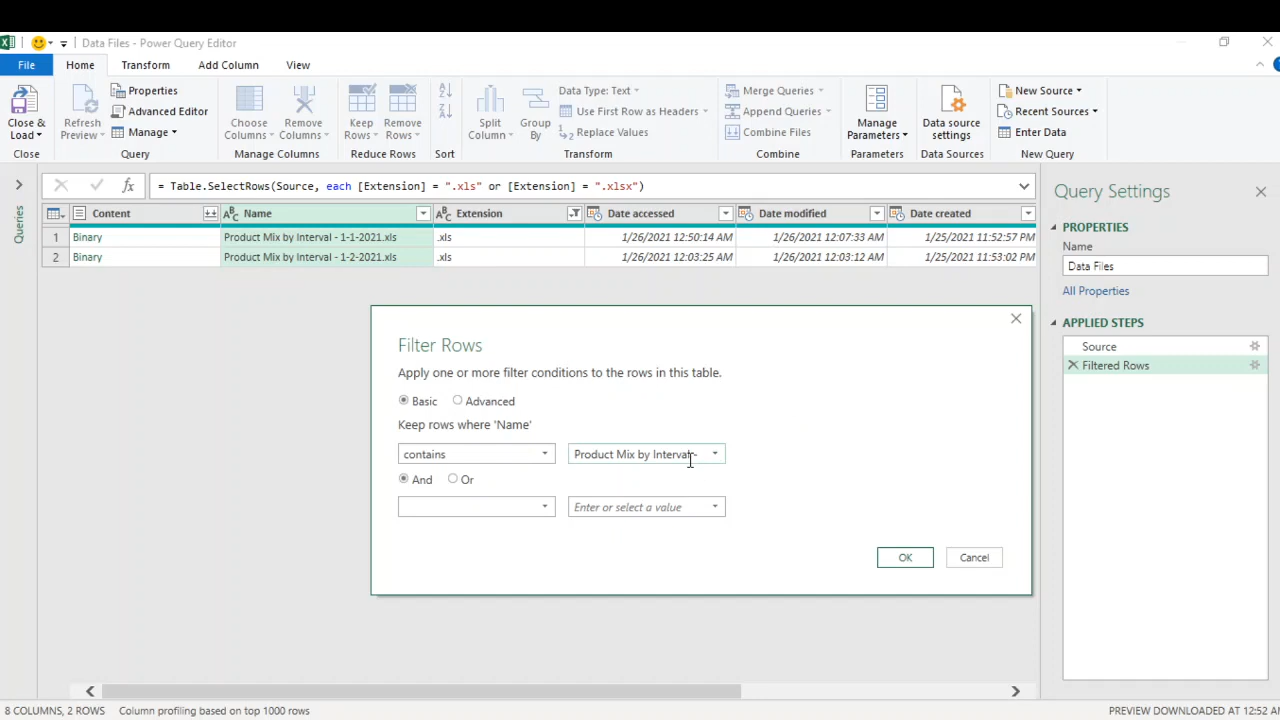 Data Files - Power Query Editor
File Home Transform Add Column View
Close & Load
Close
Refresh Preview
Properties
Advanced Editor
Manage
Query
Choose Columns
Remove Columns
Manage Columns
Keep Rows
Remove Rows
Reduce Rows
Sort
Split Column
Group By
Data Type: Text
Use First Row as Headers
Replace Values
Transform
Merge Queries
Append Queries
Combine Files
Combine
Manage Parameters
Parameters
Data source settings
Data Sources
New Source
Recent Sources
Enter Data
New Query
Queries
fx = Table.SelectRows(Source, each [Extension] = ".xls" or [Extension] = ".xlsx")
Content Name Extension Date accessed Date modified Date created
1 Binary Product Mix by Interval - 1-1-2021.xls .xls 1/26/2021 12:50:14 AM 1/26/2021 12:07:33 AM 1/25/2021 11:52:57 PM
2 Binary Product Mix by Interval - 1-2-2021.xls .xls 1/26/2021 12:03:25 AM 1/26/2021 12:03:12 AM 1/25/2021 11:53:02 PM
Filter Rows
Apply one or more filter conditions to the rows in this table.
Basic Advanced
Keep rows where 'Name'
contains Product Mix by Interval -
And Or
Enter or select a value
OK Cancel
Query Settings
PROPERTIES
Name
Data Files
All Properties
APPLIED STEPS
Source
Filtered Rows
8 COLUMNS, 2 ROWS Column profiling based on top 1000 rows PREVIEW DOWNLOADED AT 12:52 AM